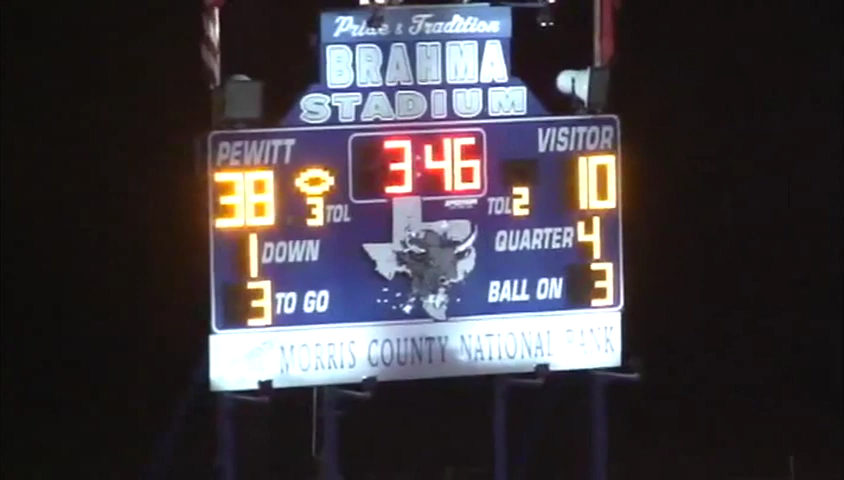 Pride & Tradition
BRAHMA
STADIUM
PEWITT 3:46 VISITOR
38 3 TOL TOL 2 10
1 DOWN QUARTER 4
3 TO GO BALL ON 3
MORRIS COUNTY NATIONAL BANK